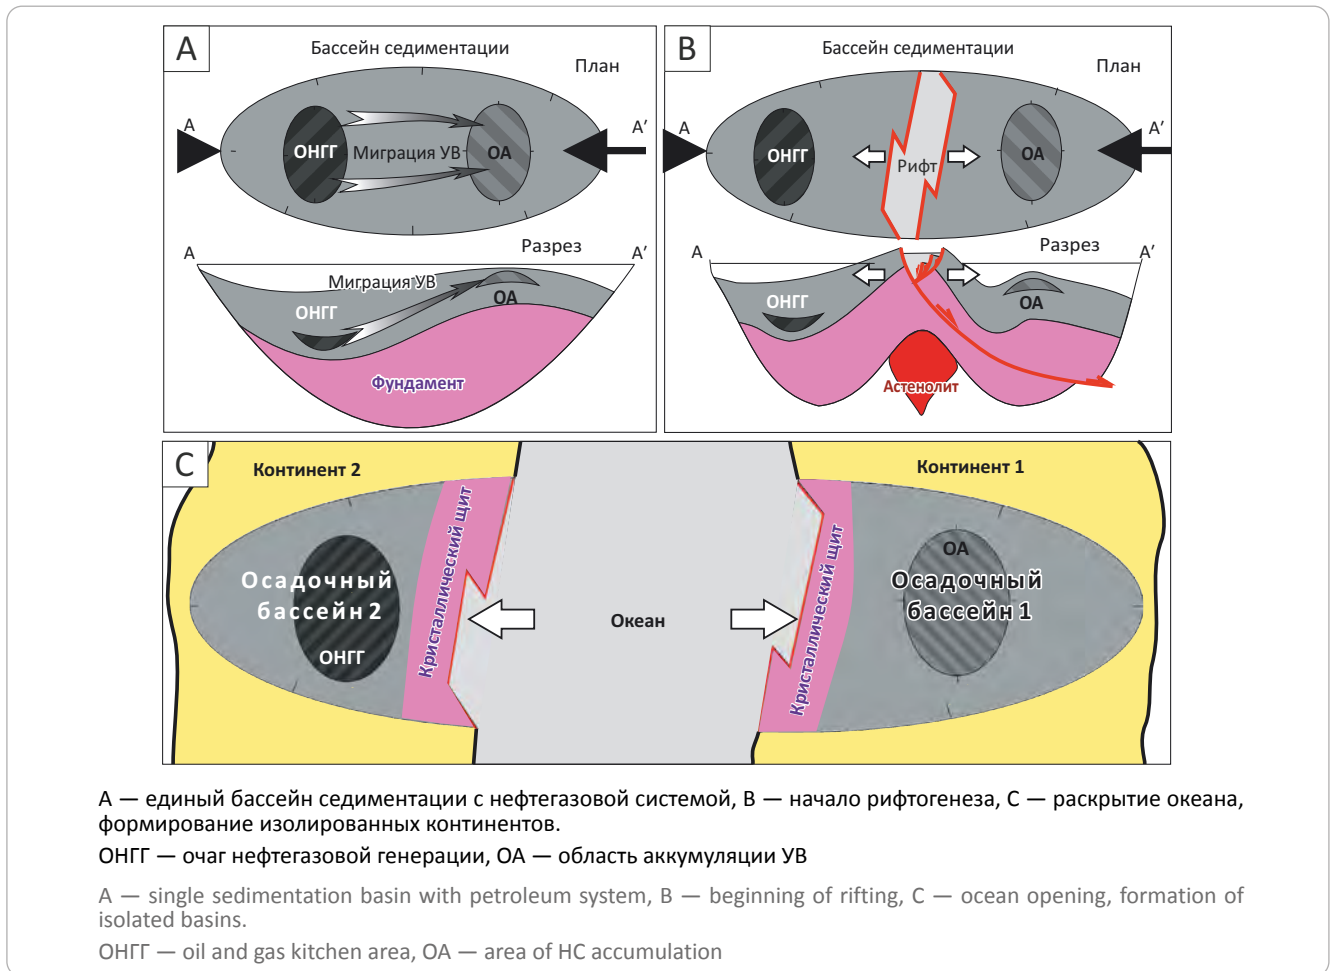 A
Бассейн седиментации
План
А
А′
ОНГГ
Миграция УВ
ОА
Разрез
А
А′
Миграция УВ
ОНГГ
ОА
Фундамент
B
Бассейн седиментации
План
А
А′
ОНГГ
Рифт
ОА
Разрез
А
А′
ОНГГ
ОА
Астенолит
C
Континент 2
Континент 1
Кристаллический щит
Осадочный
бассейн 2
ОНГГ
Океан
Кристаллический щит
ОА
Осадочный
бассейн 1
А — единый бассейн седиментации с нефтегазовой системой, В — начало рифтогенеза, С — раскрытие океана,
формирование изолированных континентов.
ОНГГ — очаг нефтегазовой генерации, ОА — область аккумуляции УВ
A — single sedimentation basin with petroleum system, B — beginning of rifting, C — ocean opening, formation of
isolated basins.
ОНГГ — oil and gas kitchen area, ОА — area of HC accumulation